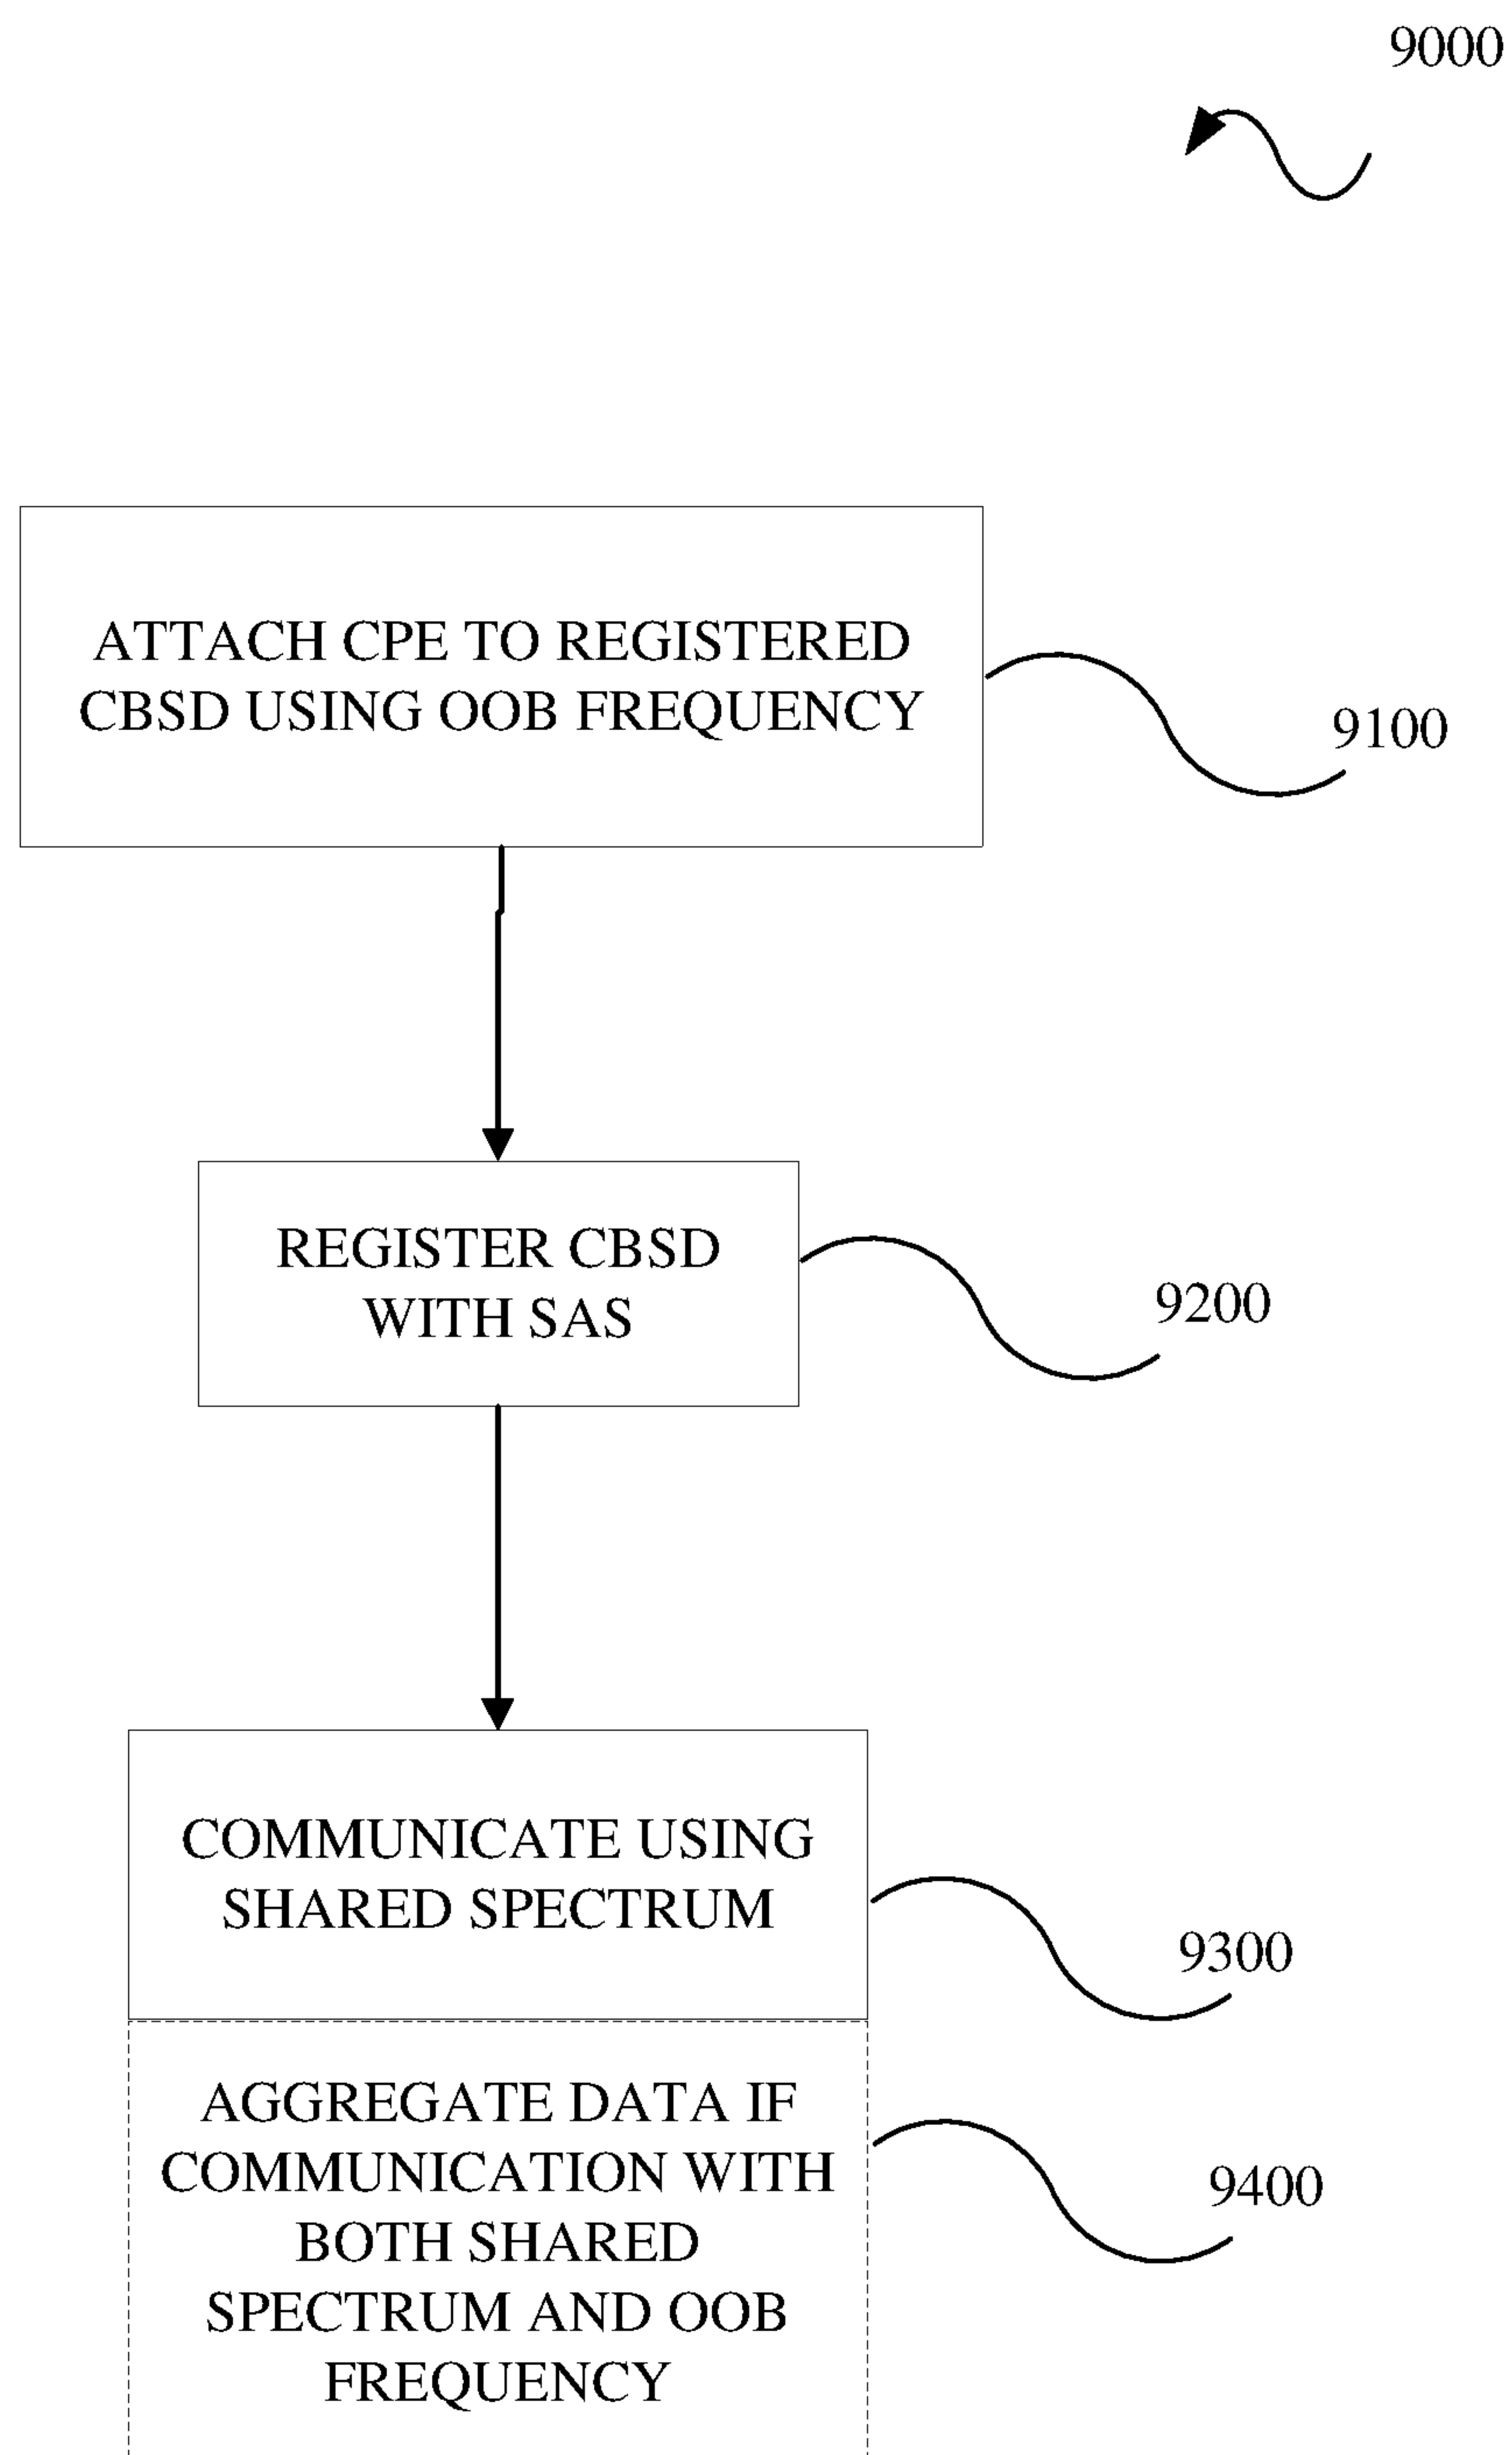 9000
ATTACH CPE TO REGISTERED
CBSD USING OOB FREQUENCY
9100
REGISTER CBSD
WITH SAS
9200
COMMUNICATE USING
SHARED SPECTRUM
9300
AGGREGATE DATA IF
COMMUNICATION WITH
BOTH SHARED
SPECTRUM AND OOB
FREQUENCY
9400